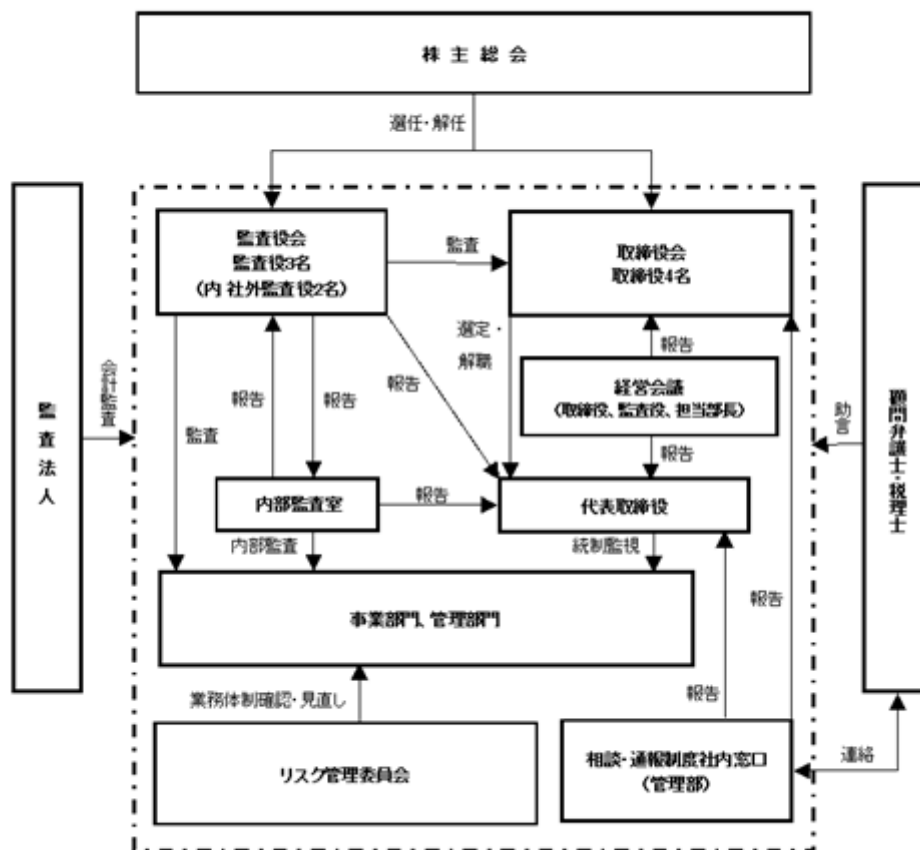 株主総会
選任・解任
監査役会
監査役3名
（内 社外監査役2名）
監査
取締役会
取締役4名
選定・
解職
報告
経営会議
（取締役、監査役、担当部長）
報告
報告
報告
報告
監査
会計監査
監査法人
助言
顧問弁護士・税理士
内部監査室
報告
代表取締役
内部監査
統制監視
報告
事業部門、管理部門
業務体制確認・見直し
報告
リスク管理委員会
相談・通報制度社内窓口
（管理部）
連絡